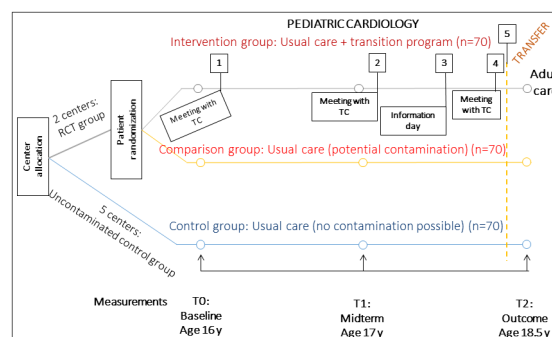 PEDIATRIC CARDIOLOGY
Intervention group: Usual care + transition program (n=70)
5
TRANSFER
1
2
3
4
Adu
care
2 centers:
RCT group
Patient
randomization
Meeting with
TC
Meeting with
TC
Information
day
Meeting with
TC
Center
allocation
Comparison group: Usual care (potential contamination) (n=70)
5 centers:
Uncontaminated control group
Control group: Usual care (no contamination possible) (n=70)
Measurements
T0:
Baseline
Age 16 y
T1:
Midterm
Age 17 y
T2:
Outcome
Age 18.5 y